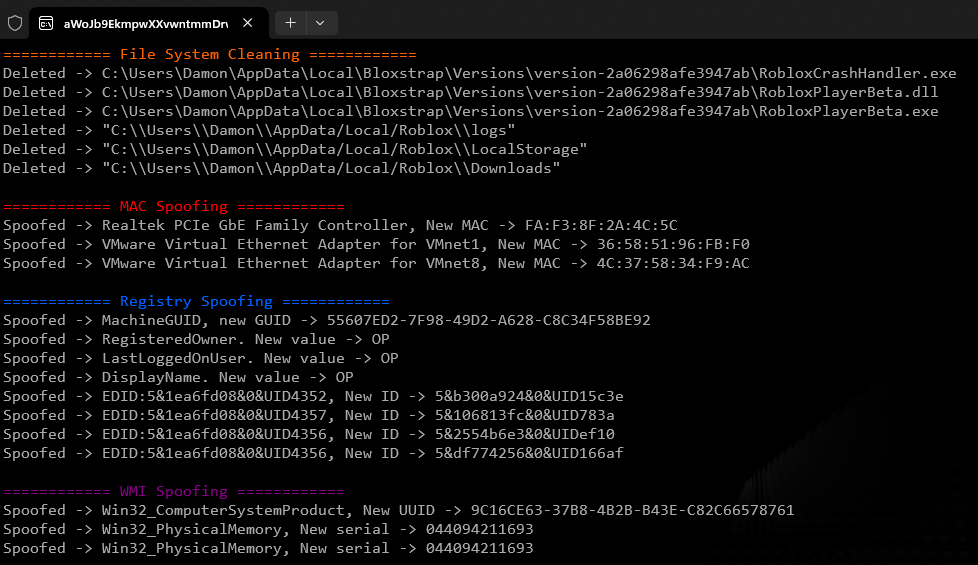 aWoJb9EkmpwXXvwntmmDrv
============ File System Cleaning ============
Deleted -> C:\Users\Damon\AppData\Local\Bloxstrap\Versions\version-2a06298afe3947ab\RobloxCrashHandler.exe
Deleted -> C:\Users\Damon\AppData\Local\Bloxstrap\Versions\version-2a06298afe3947ab\RobloxPlayerBeta.dll
Deleted -> C:\Users\Damon\AppData\Local\Bloxstrap\Versions\version-2a06298afe3947ab\RobloxPlayerBeta.exe
Deleted -> "C:\\Users\\Damon\\AppData/Local/Roblox\\logs"
Deleted -> "C:\\Users\\Damon\\AppData/Local/Roblox\\LocalStorage"
Deleted -> "C:\\Users\\Damon\\AppData/Local/Roblox\\Downloads"
============ MAC Spoofing ============
Spoofed -> Realtek PCIe GbE Family Controller, New MAC -> FA:F3:8F:2A:4C:5C
Spoofed -> VMware Virtual Ethernet Adapter for VMnet1, New MAC -> 36:58:51:96:FB:F0
Spoofed -> VMware Virtual Ethernet Adapter for VMnet8, New MAC -> 4C:37:58:34:F9:AC
============ Registry Spoofing ============
Spoofed -> MachineGUID, new GUID -> 55607ED2-7F98-49D2-A628-C8C34F58BE92
Spoofed -> RegisteredOwner. New value -> OP
Spoofed -> LastLoggedOnUser. New value -> OP
Spoofed -> DisplayName. New value -> OP
Spoofed -> EDID:5&1ea6fd08&0&UID4352, New ID -> 5&b300a924&0&UID15c3e
Spoofed -> EDID:5&1ea6fd08&0&UID4357, New ID -> 5&106813fc&0&UID783a
Spoofed -> EDID:5&1ea6fd08&0&UID4356, New ID -> 5&2554b6e3&0&UIDef10
Spoofed -> EDID:5&1ea6fd08&0&UID4356, New ID -> 5&df774256&0&UID166af
============ WMI Spoofing ============
Spoofed -> Win32_ComputerSystemProduct, New UUID -> 9C16CE63-37B8-4B2B-B43E-C82C66578761
Spoofed -> Win32_PhysicalMemory, New serial -> 044094211693
Spoofed -> Win32_PhysicalMemory, New serial -> 044094211693